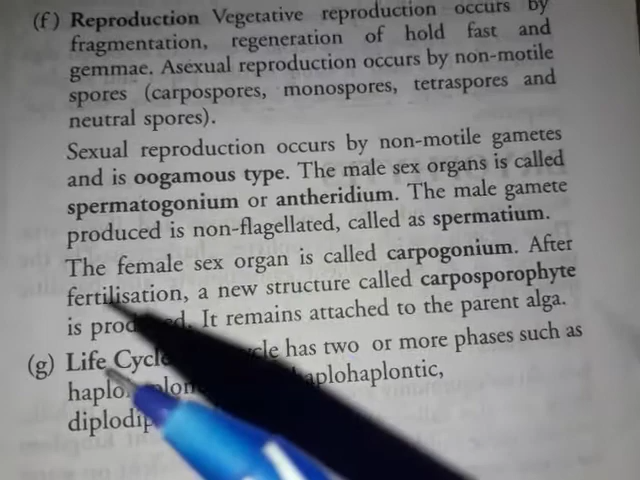 (f) Reproduction Vegetative reproduction occurs by
fragmentation, regeneration of hold fast and
gemmae. Asexual reproduction occurs by non-motile
spores (carpospores, monospores, tetraspores and
neutral spores).
Sexual reproduction occurs by non-motile gametes
and is oogamous type. The male sex organs is called
spermatogonium or antheridium. The male gamete
produced is non-flagellated, called as spermatium.
The female sex organ is called carpogonium. After
fertilisation, a new structure called carposporophyte
is produced. It remains attached to the parent alga.
(g) Life Cycle has two or more phases such as
haplohaplontic,